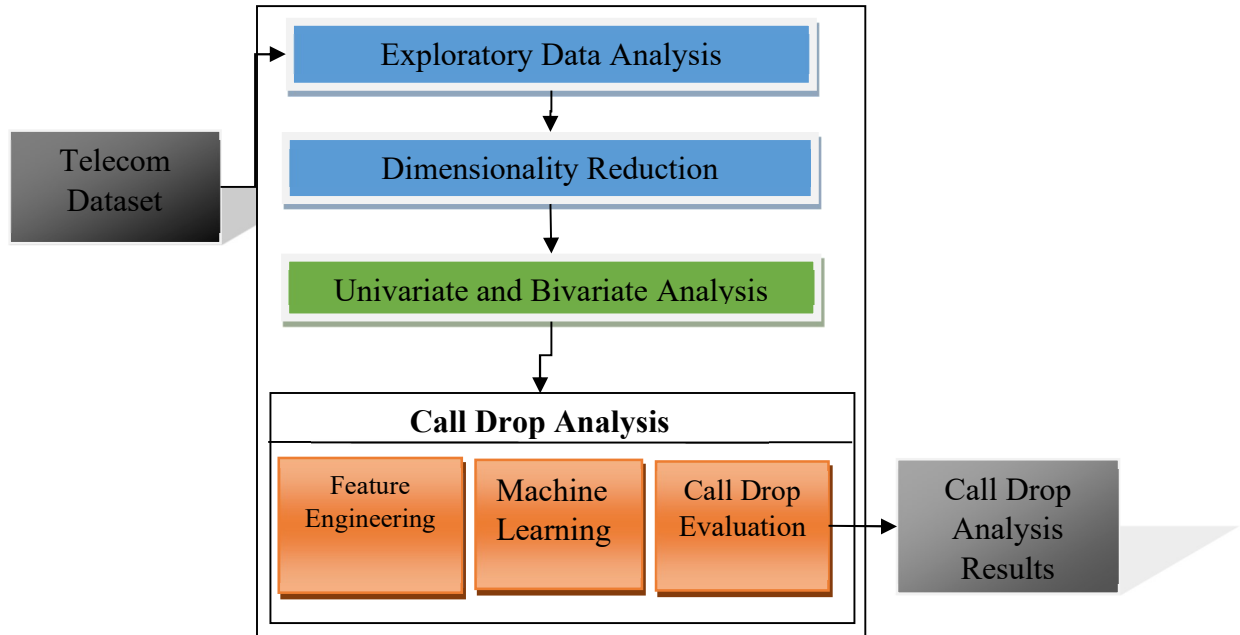 Exploratory Data Analysis
Telecom
Dataset
Dimensionality Reduction
Univariate and Bivariate Analysis
Call Drop Analysis
Feature
Engineering
Machine
Learning
Call Drop
Evaluation
Call Drop
Analysis
Results